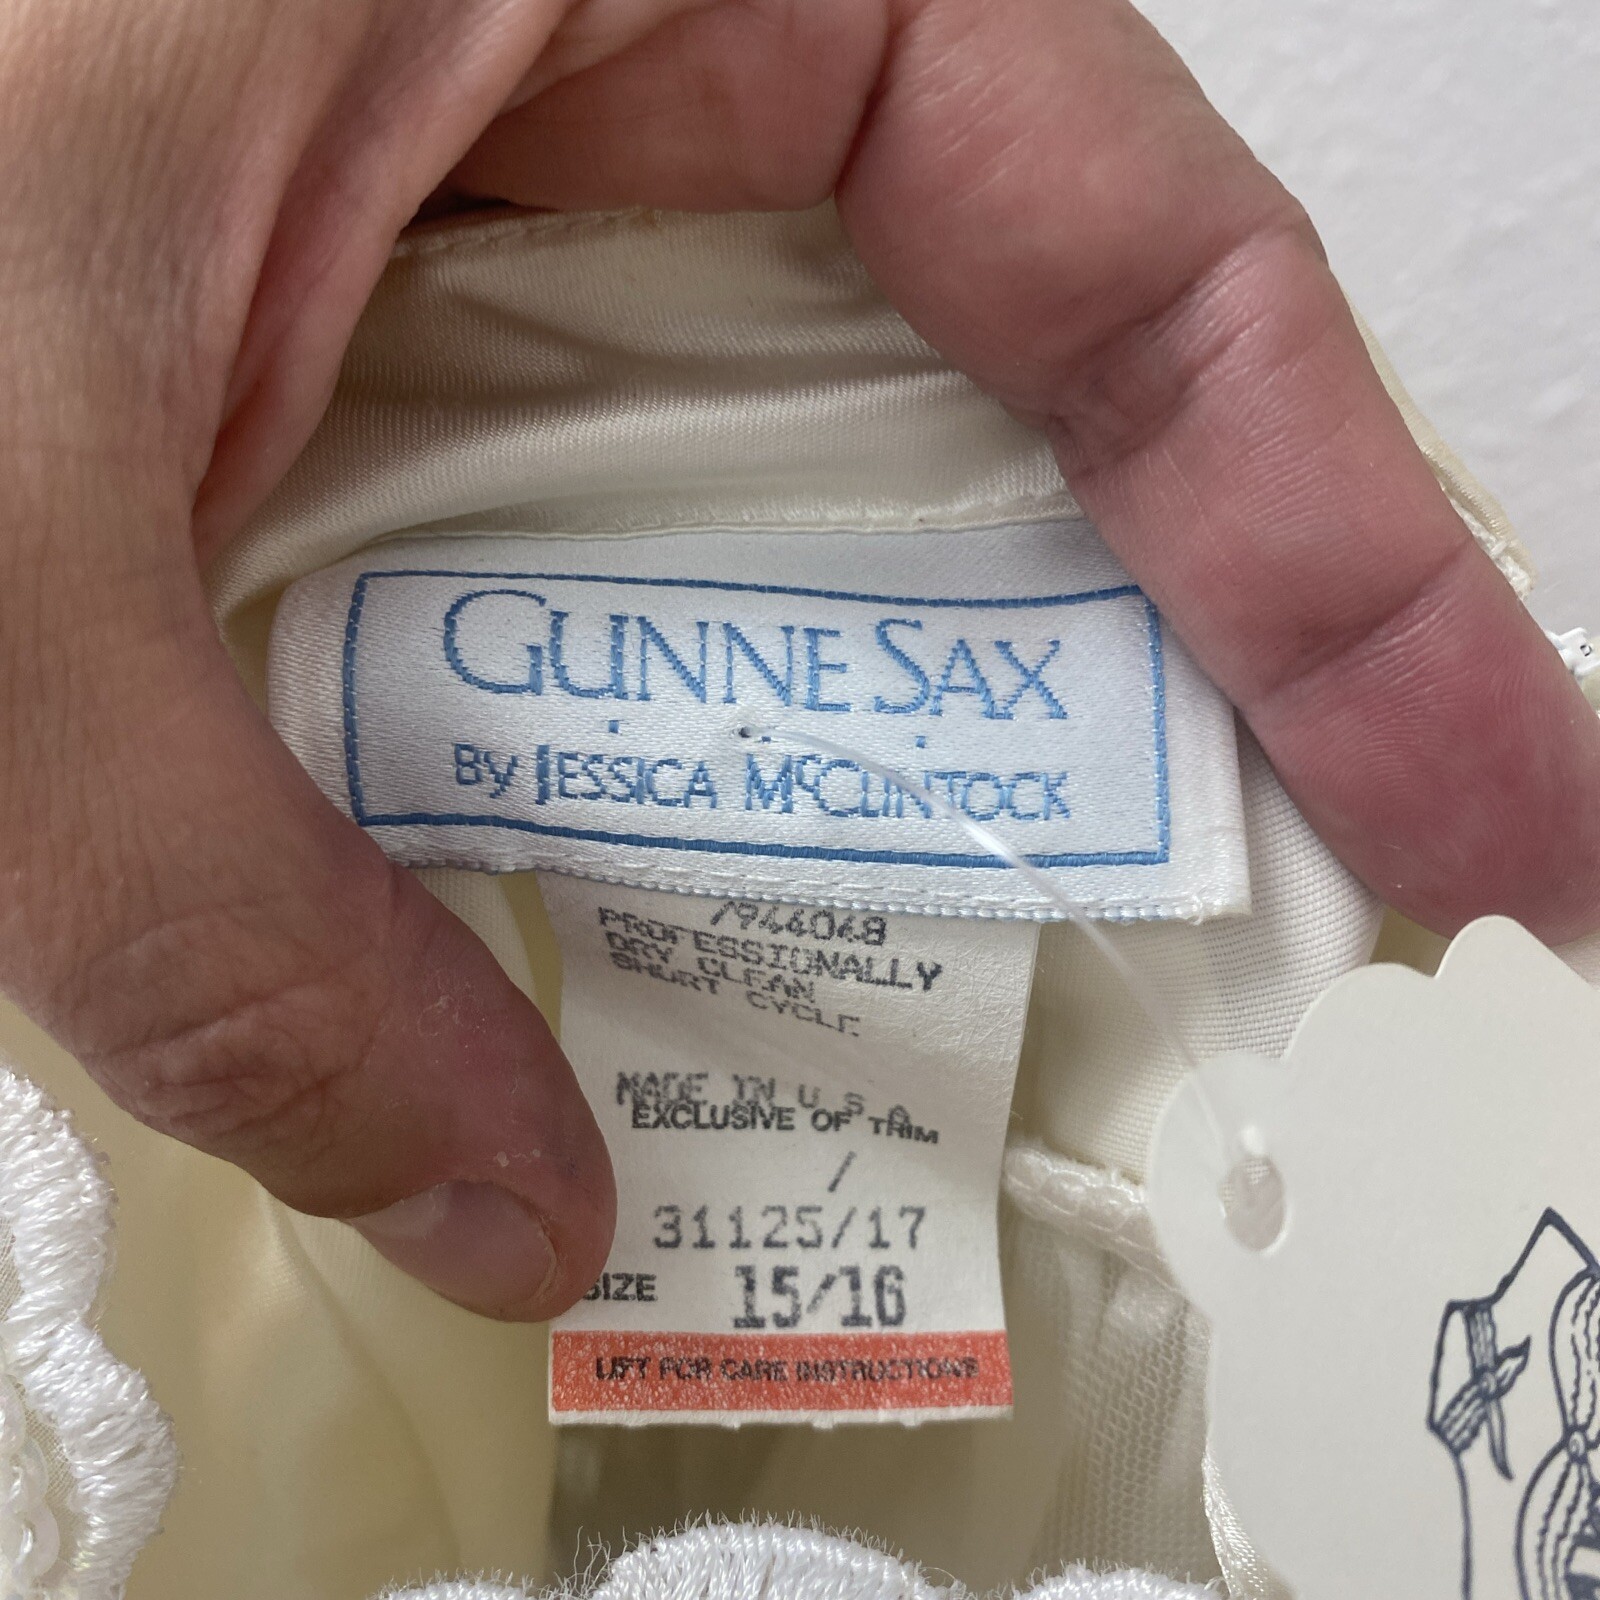 GUNNE SAX
BY JESSICA McCLINTOCK
/944048
PROFESSIONALLY
DRY CLEAN
SHORT CYCLE
MADE IN U S A
EXCLUSIVE OF TRIM
/
31125/17
SIZE 15/16
LIFT FOR CARE INSTRUCTIONS